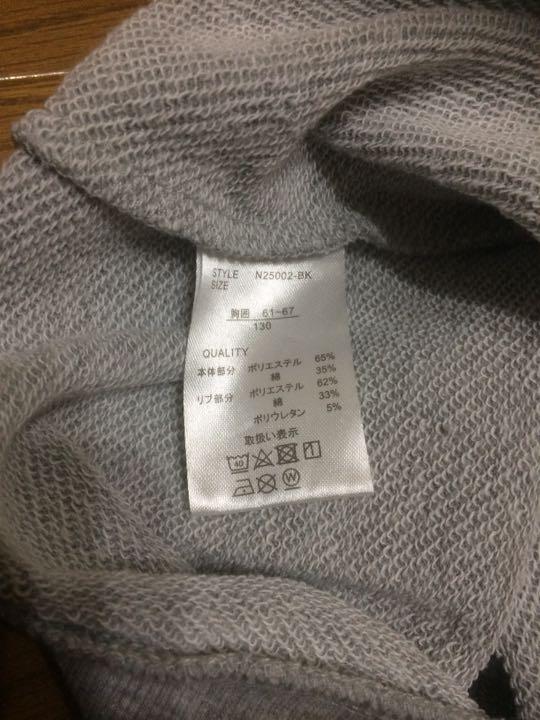 STYLE N25002-BK
SIZE
胸囲 61~67
130
QUALITY
本体部分 ポリエステル 65%
綿 35%
リブ部分 ポリエステル 62%
綿 33%
ポリウレタン 5%
取扱い表示
40
W